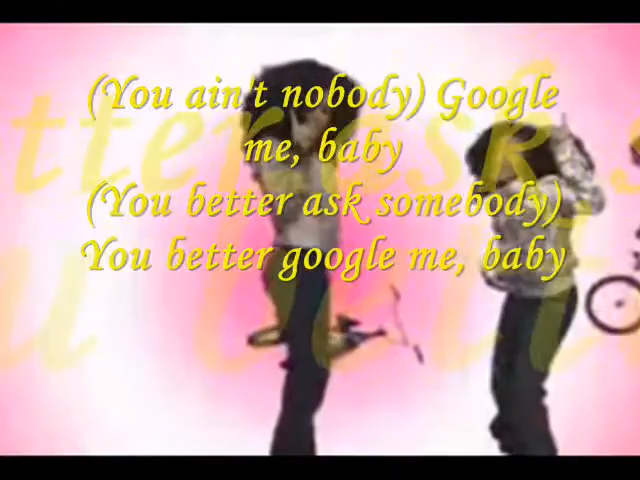 (You ain't nobody) Google
me, baby
(You better ask somebody)
You better google me, baby